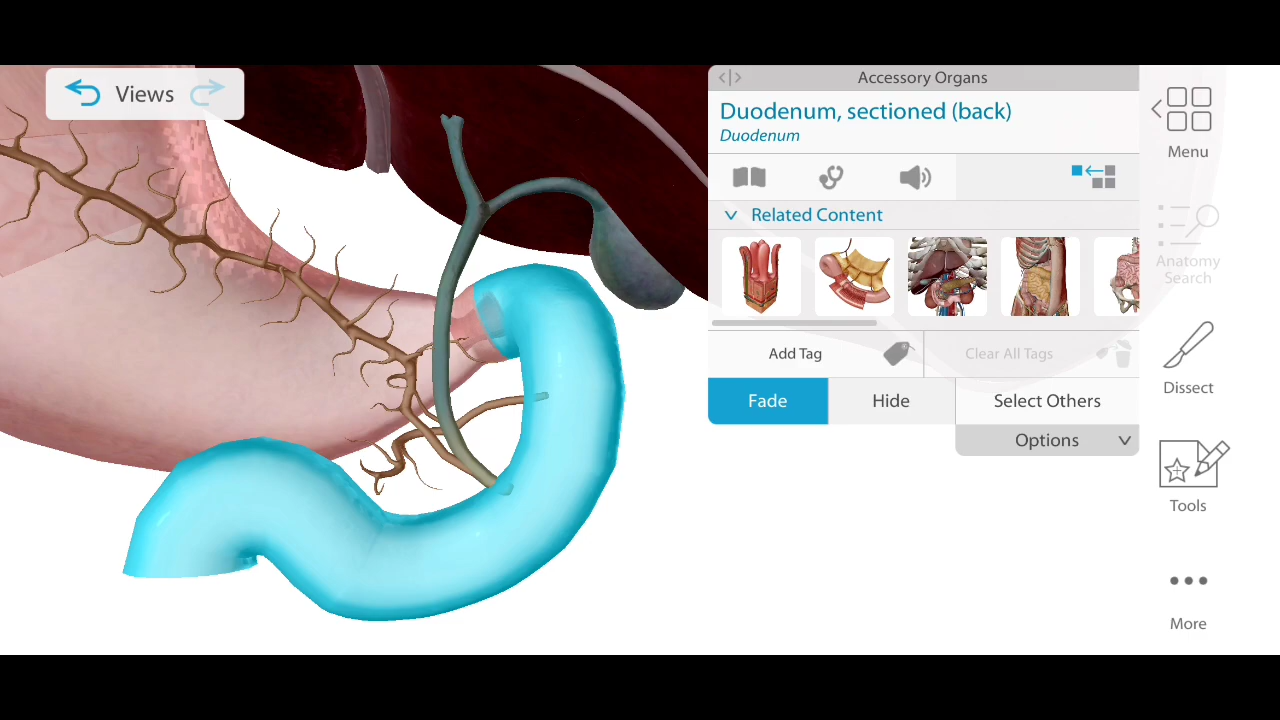 Views
Accessory Organs
Duodenum, sectioned (back)
Duodenum
Related Content
Add Tag
Clear All Tags
Fade
Hide
Select Others
Options
Menu
Anatomy
Search
Dissect
Tools
More